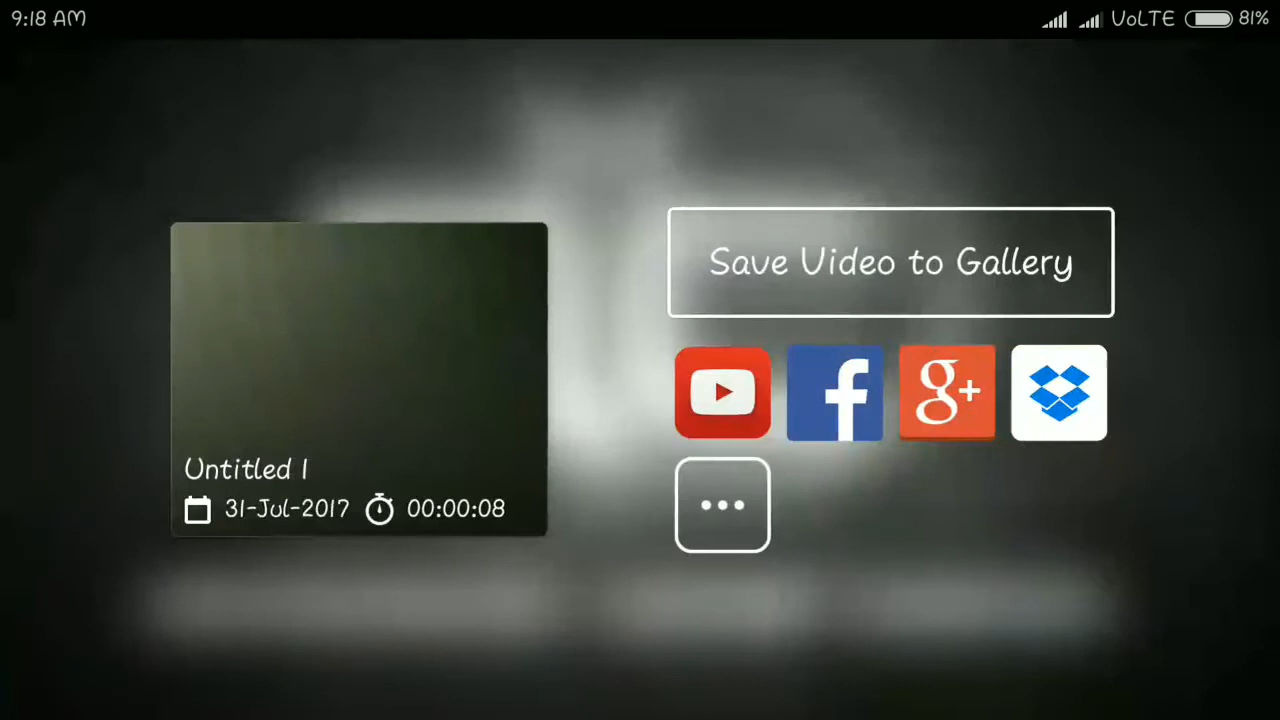 9:18 AM
VoLTE 81%
Save Video to Gallery
f g+
Untitled 1
31-Jul-2017 00:00:08